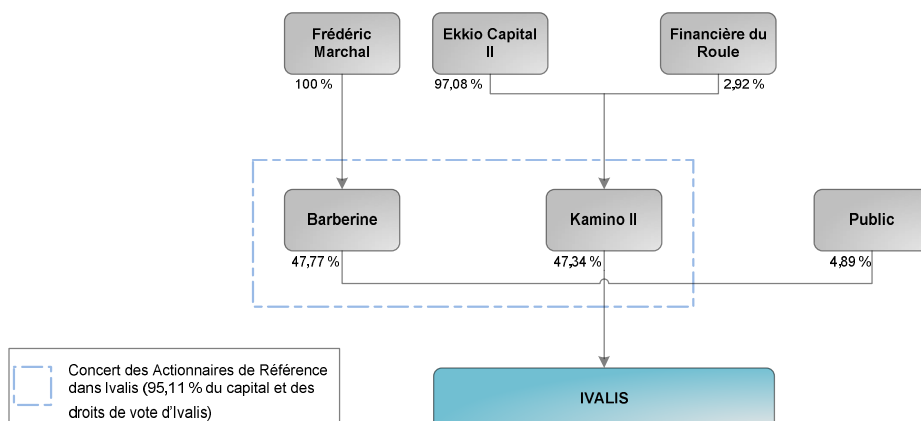 Frédéric
Marchal
Ekkio Capital
II
Financière du
Roule
100 %
97,08 %
2,92 %
Barberine
Kamino II
Public
47,77 %
47,34 %
4,89 %
Concert des Actionnaires de Référence
dans Ivalis (95,11 % du capital et des
droits de vote d'Ivalis)
IVALIS